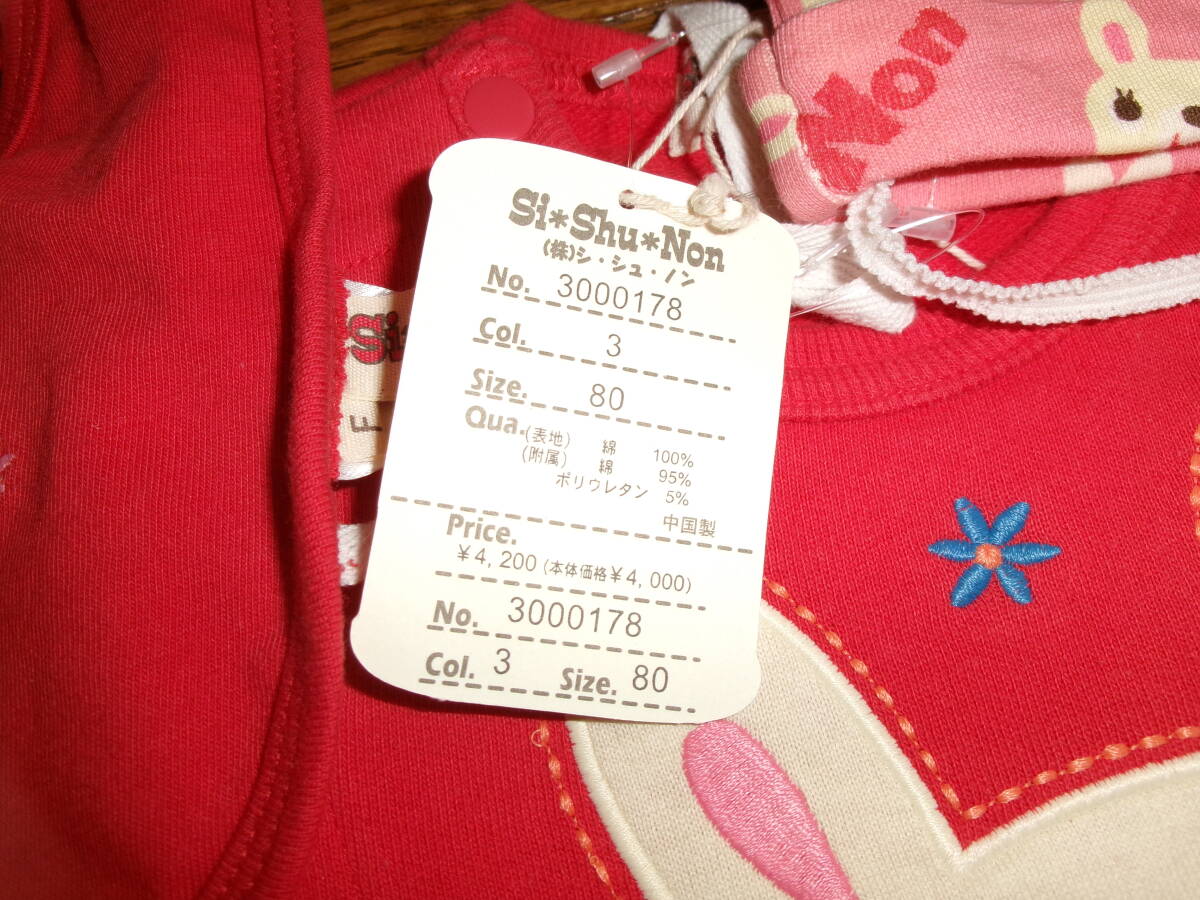 Non
Si*Shu*Non
(株)シ・シュ・ノン
No. 3000178
Col. 3
Size. 80
Qua. (表地) 綿 100%
(附属) 綿 95%
ポリウレタン 5%
中国製
Price.
¥4,200 (本体価格¥4,000)
No. 3000178
Col. 3 Size. 80
Si
F